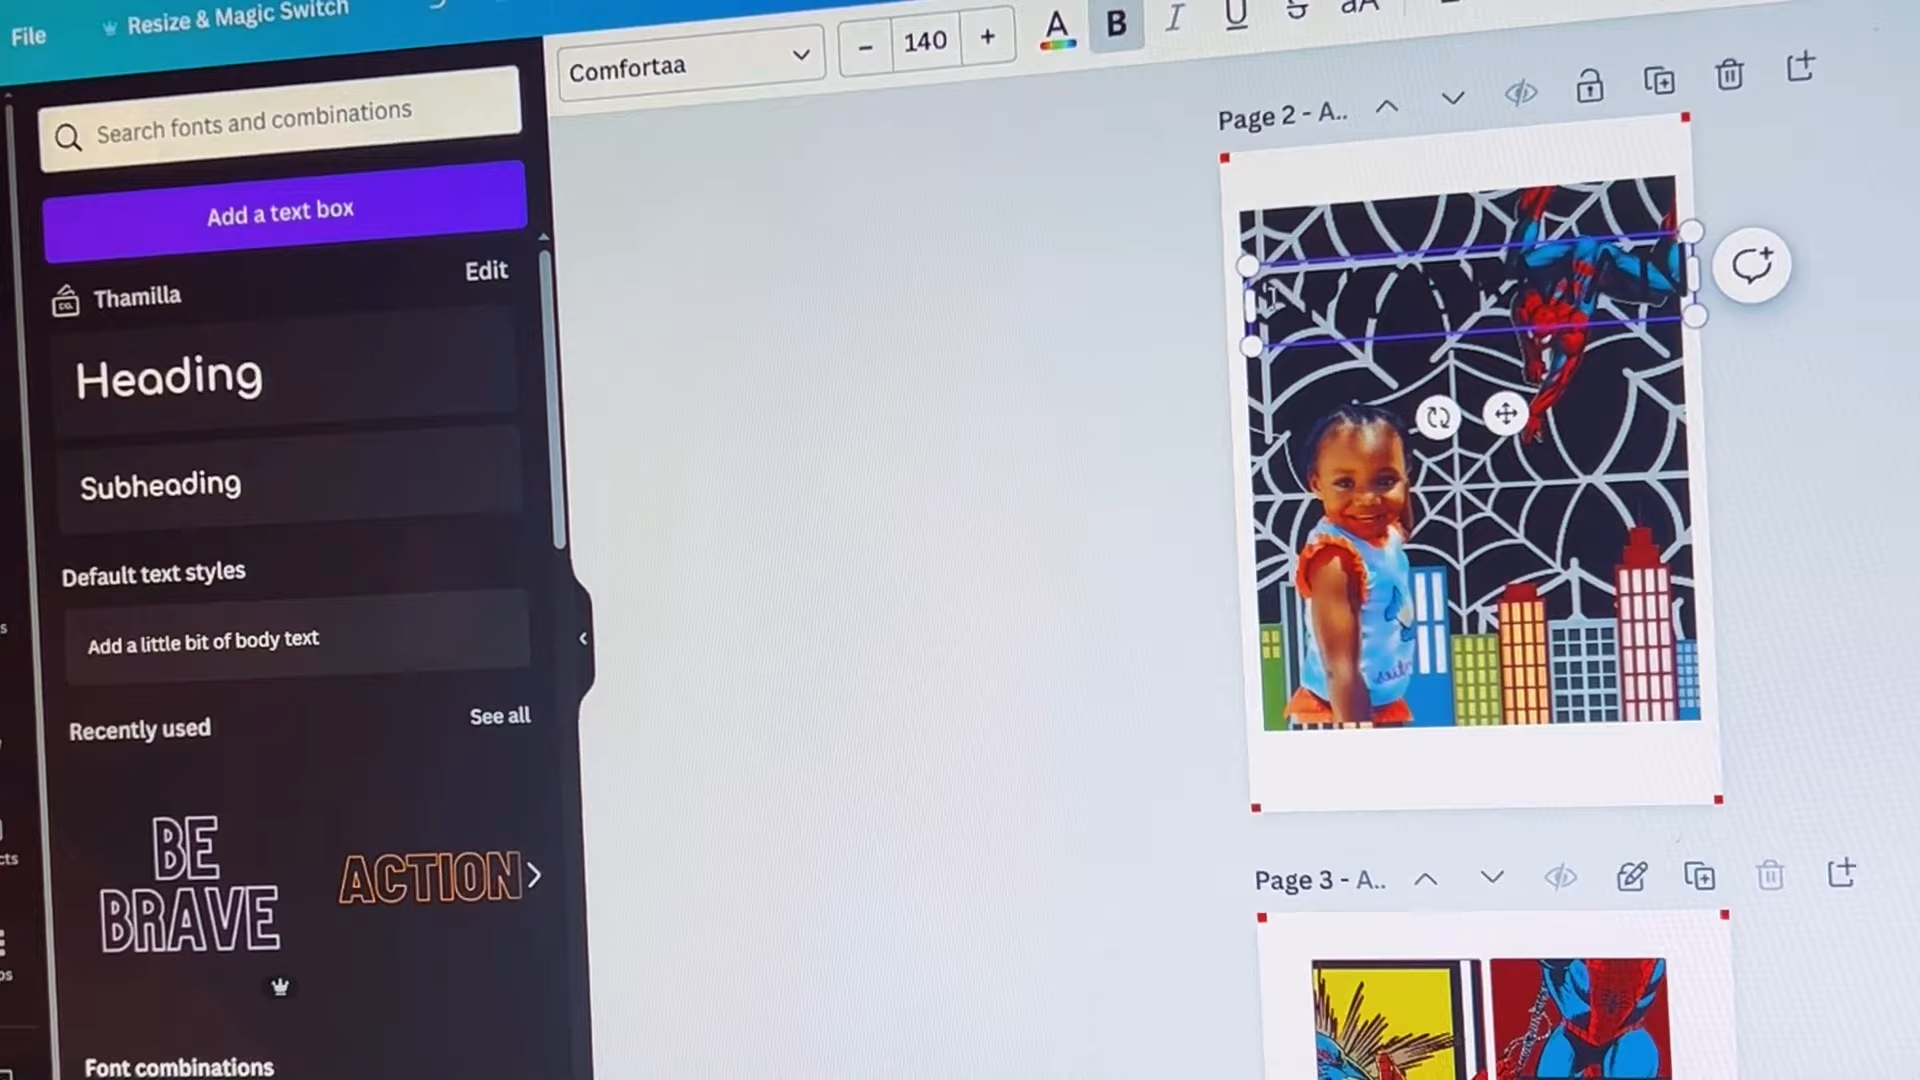 File
Resize & Magic Switch
Comfortaa
– 140 +
A B I U S aA
Search fonts and combinations
Add a text box
Thamilla
Edit
Heading
Subheading
Default text styles
Add a little bit of body text
Recently used
See all
BE
BRAVE
ACTION
Font combinations
Page 2 - A..
Page 3 - A..